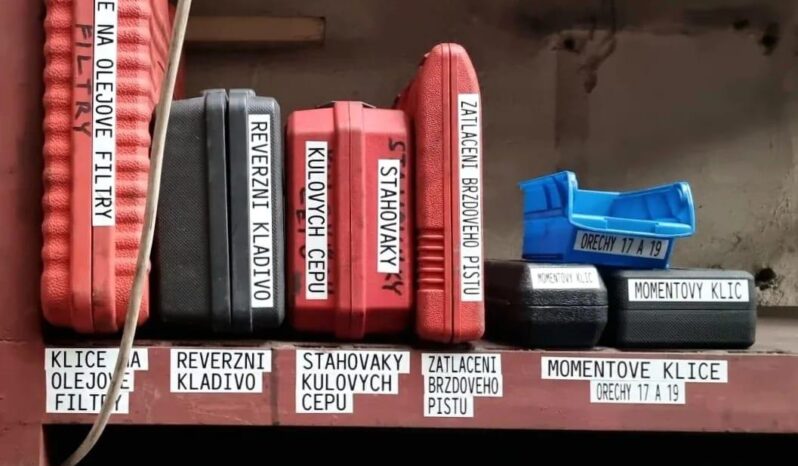 E NA OLEJOVE FILTRY
FILTRY
REVERZNI KLADIVO
KULOVYCH CEPU
STAHOVAKY
ZATLACENI BRZDOVEHO PISTU
ORECHY 17 A 19
MOMENTOVY KLIC
MOMENTOVY KLIC
KLICE NA
OLEJOVE
FILTRY
REVERZNI
KLADIVO
STAHOVAKY
KULOVYCH
CEPU
ZATLACENI
BRZDOVEHO
PISTU
MOMENTOVE KLICE
ORECHY 17 A 19